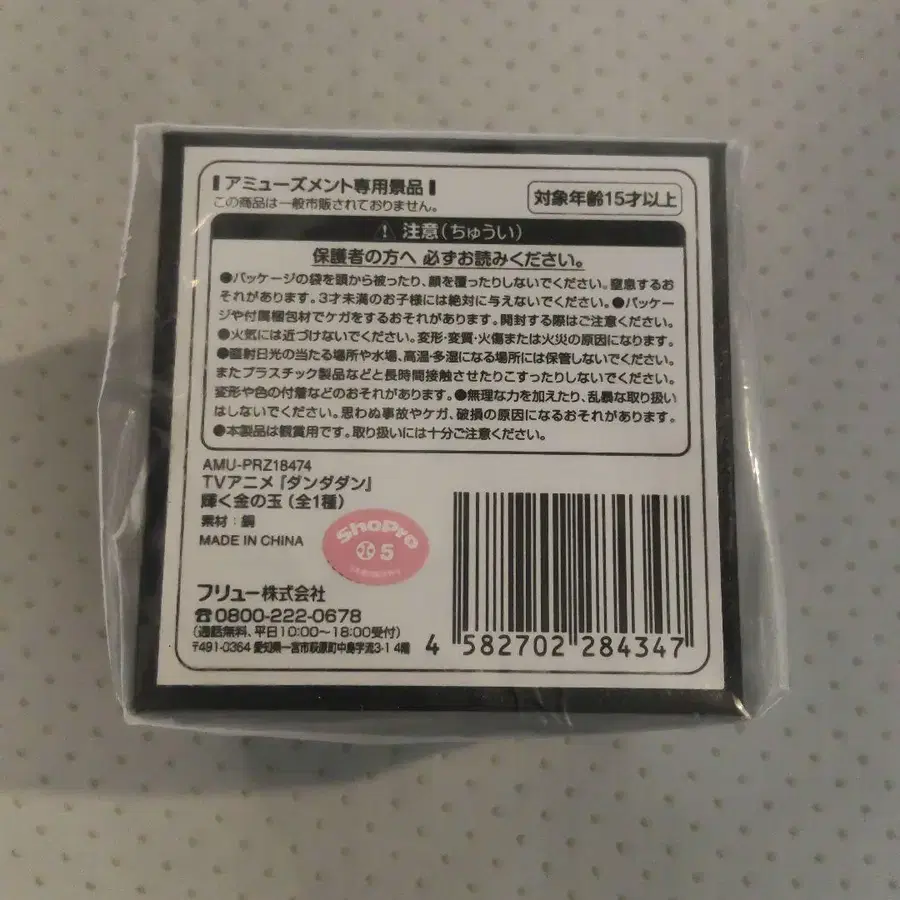 アミューズメント専用景品
この商品は一般市販されておりません。
対象年齢15才以上
注意(ちゅうい)
保護者の方へ 必ずお読みください。
●パッケージの袋を頭から被ったり、顔を覆ったりしないでください。窒息するお
それがあります。3才未満のお子様には絶対に与えないでください。●パッケー
ジや付属梱包材でケガをするおそれがあります。開封する際はご注意ください。
●火気には近づけないでください。変形・変質・火傷または火災の原因になります。
●直射日光の当たる場所や水場、高温・多湿になる場所には保管しないでください。
またプラスチック製品などと長時間接触させたりこすったりしないでください。
変形や色の付着などのおそれがあります。●無理な力を加えたり、乱暴な取り扱い
はしないでください。思わぬ事故やケガ、破損の原因になるおそれがあります。
●本製品は観賞用です。取り扱いには十分ご注意ください。
AMU-PRZ18474
TVアニメ『ダンダダン』
輝く金の玉(全1種)
素材:銅
MADE IN CHINA
ShoPro
小 5
フリュー株式会社
☎0800-222-0678
(通話無料、平日10:00〜18:00受付)
〒491-0364 愛知県一宮市萩原町中島字流3-1 4階
4 582702 284347